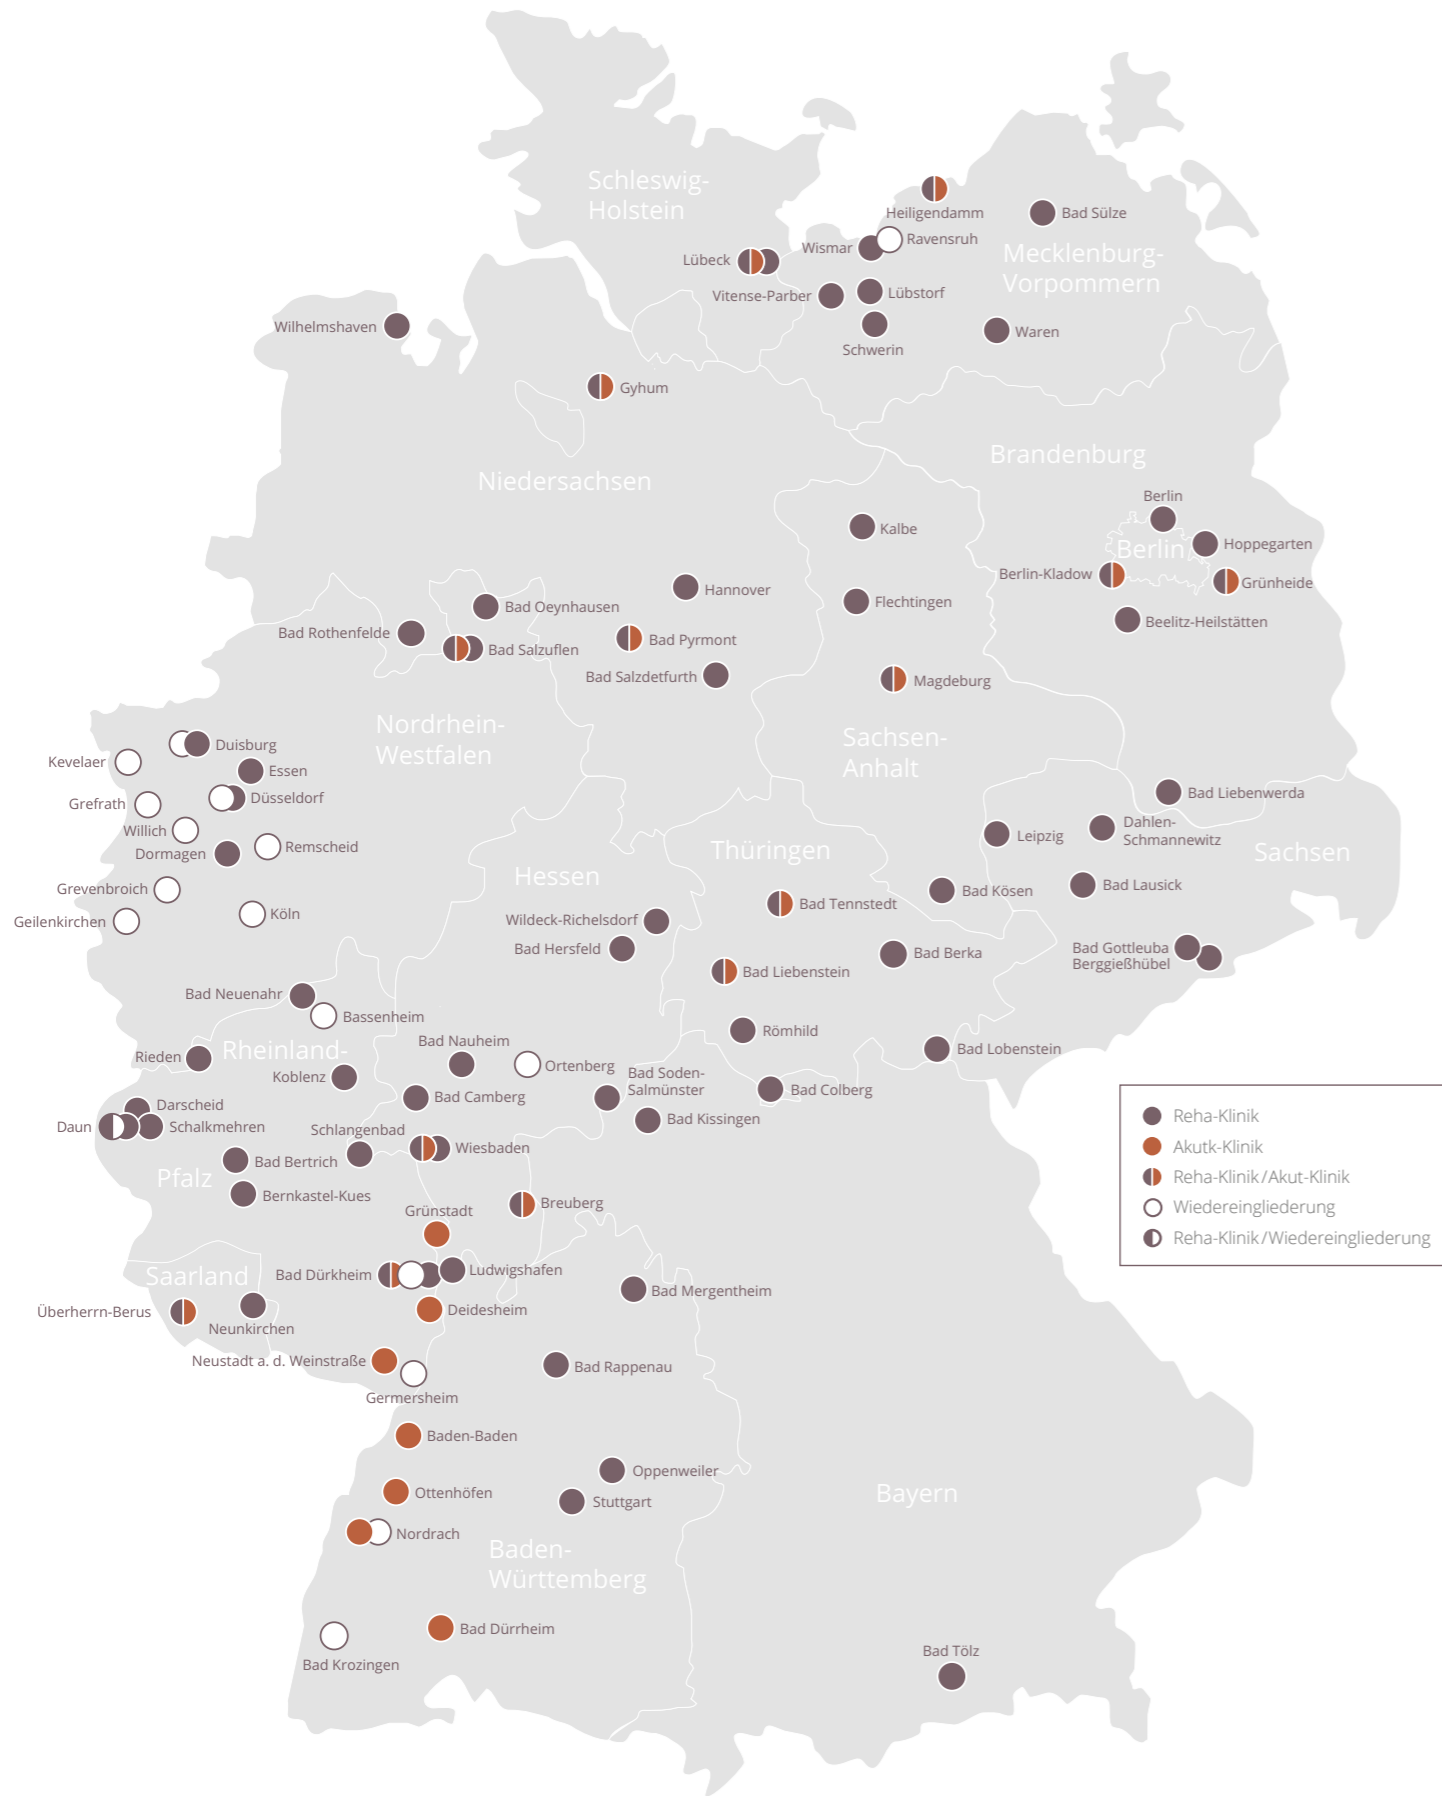 Schleswig-
Holstein
Heiligendamm
Bad Sülze
Ravensruh
Wismar
Lübeck
Mecklenburg-
Vorpommern
Vitense-Parber
Lübstorf
Wilhelmshaven
Schwerin
Waren
Gyhum
Brandenburg
Niedersachsen
Berlin
Kalbe
Hoppegarten
Berlin
Berlin-Kladow
Grünheide
Hannover
Flechtingen
Bad Oeynhausen
Beelitz-Heilstätten
Bad Rothenfelde
Bad Pyrmont
Bad Salzuflen
Bad Salzdetfurth
Magdeburg
Nordrhein-
Westfalen
Sachsen-
Anhalt
Duisburg
Kevelaer
Essen
Bad Liebenwerda
Düsseldorf
Grefrath
Willich
Dahlen-
Schmannewitz
Leipzig
Remscheid
Dormagen
Thüringen
Sachsen
Hessen
Grevenbroich
Bad Kösen
Bad Lausick
Bad Tennstedt
Köln
Geilenkirchen
Wildeck-Richelsdorf
Bad Hersfeld
Bad Berka
Bad Gottleuba
Berggießhübel
Bad Liebenstein
Bad Neuenahr
Bassenheim
Römhild
Bad Nauheim
Rheinland-
Bad Lobenstein
Rieden
Ortenberg
Koblenz
Bad Soden-
Salmünster
Bad Colberg
Bad Camberg
Darscheid
Bad Kissingen
Daun
Schalkmehren
Schlangenbad
Wiesbaden
Bad Bertrich
Pfalz
Bernkastel-Kues
Breuberg
Grünstadt
Reha-Klinik
Akutk-Klinik
Reha-Klinik/Akut-Klinik
Wiedereingliederung
Reha-Klinik/Wiedereingliederung
Saarland
Bad Dürkheim
Ludwigshafen
Bad Mergentheim
Überherrn-Berus
Deidesheim
Neunkirchen
Neustadt a. d. Weinstraße
Bad Rappenau
Germersheim
Baden-Baden
Oppenweiler
Ottenhöfen
Stuttgart
Bayern
Nordrach
Baden-
Württemberg
Bad Dürrheim
Bad Krozingen
Bad Tölz